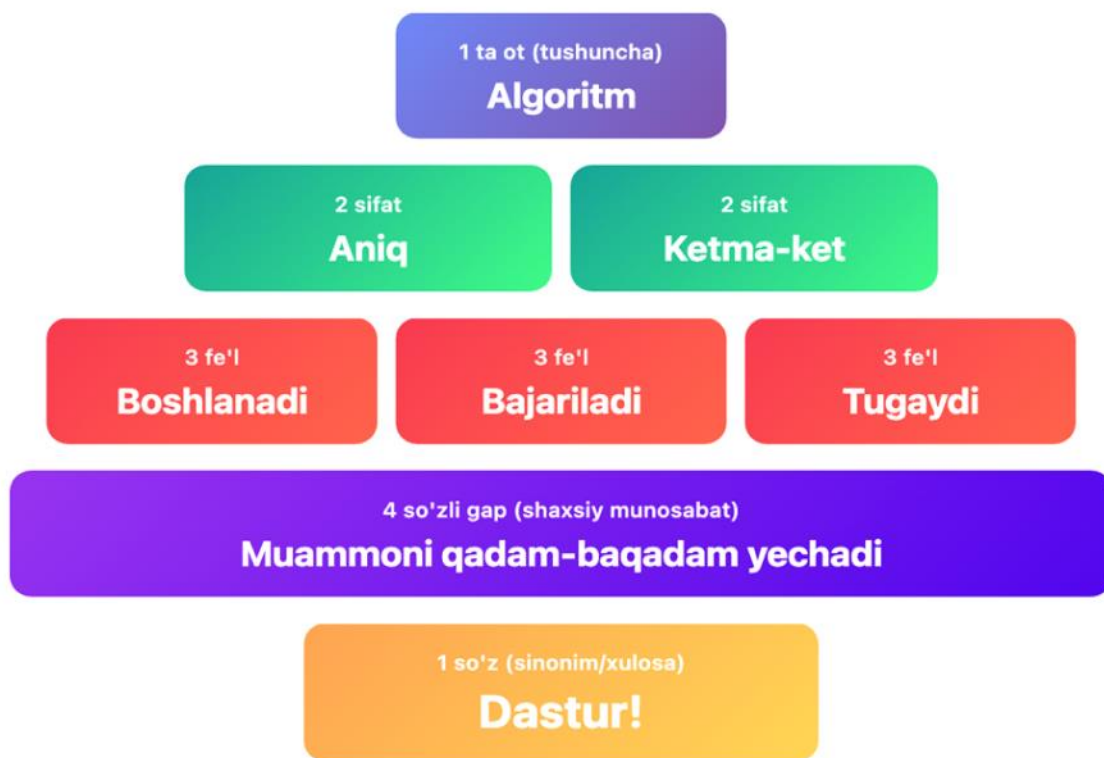 1 ta ot (tushuncha)
Algoritm
2 sifat
Aniq
2 sifat
Ketma-ket
3 fe'l
Boshlanadi
3 fe'l
Bajariladi
3 fe'l
Tugaydi
4 so'zli gap (shaxsiy munosabat)
Muammoni qadam-baqadam yechadi
1 so'z (sinonim/xulosa)
Dastur!